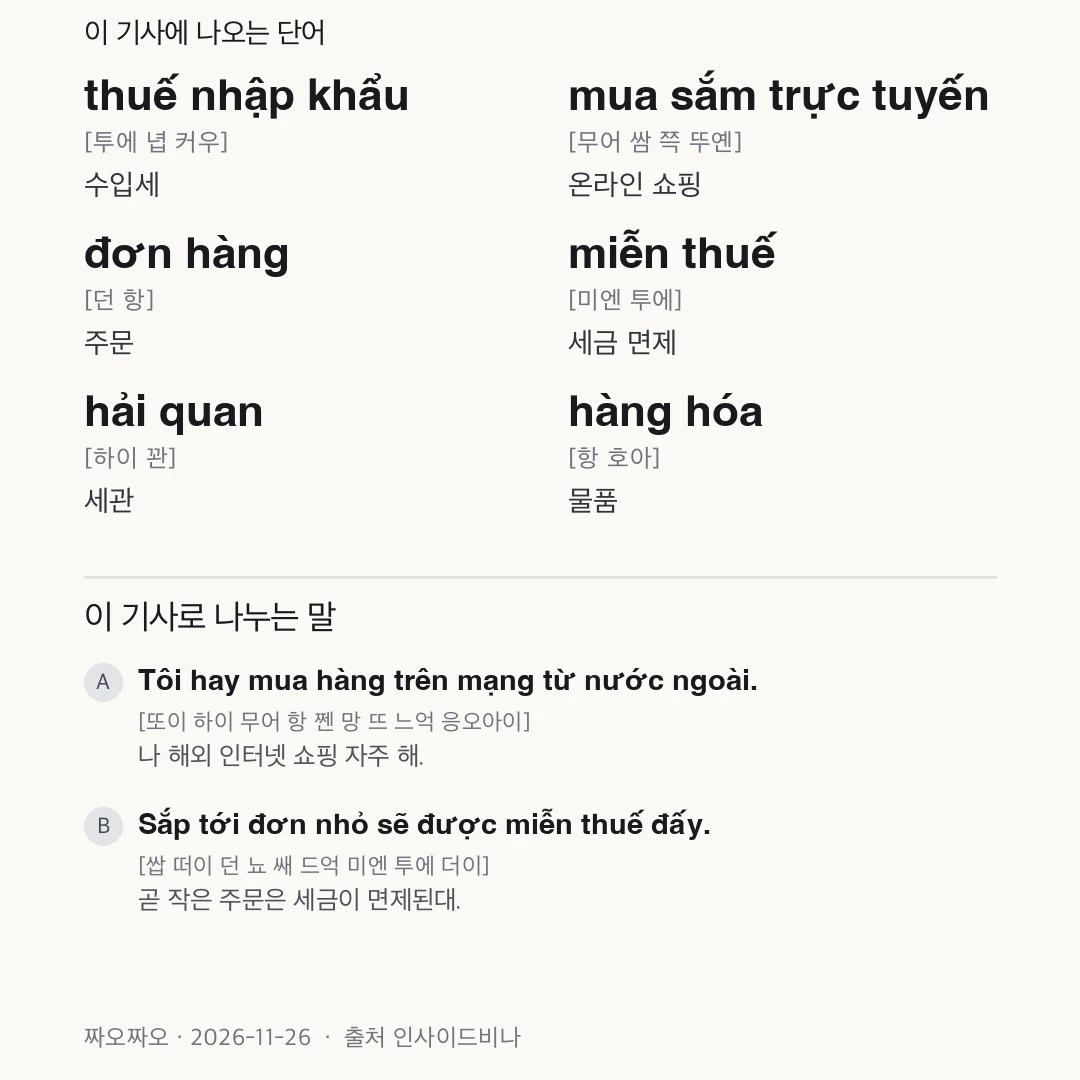 이 기사에 나오는 단어
thuế nhập khẩu
[투에 녑 커우]
수입세
mua sắm trực tuyến
[무어 쌈 쯕 뚜옌]
온라인 쇼핑
đơn hàng
[던 항]
주문
miễn thuế
[미엔 투에]
세금 면제
hải quan
[하이 꽌]
세관
hàng hóa
[항 호아]
물품
이 기사로 나누는 말
A Tôi hay mua hàng trên mạng từ nước ngoài.
[또이 하이 무어 항 쩬 망 뜨 느억 응오아이]
나 해외 인터넷 쇼핑 자주 해.
B Sắp tới đơn nhỏ sẽ được miễn thuế đấy.
[쌉 떠이 던 뇨 쌔 드억 미엔 투에 더이]
곧 작은 주문은 세금이 면제된대.
짜오짜오 · 2026-11-26 · 출처 인사이드비나